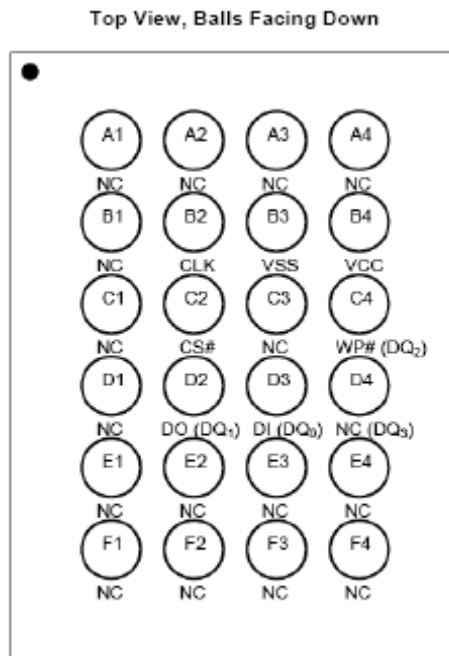 Top View, Balls Facing Down
A1 A2 A3 A4
NC NC NC NC
B1 B2 B3 B4
NC CLK VSS VCC
C1 C2 C3 C4
NC CS# NC WP# (DQ₂)
D1 D2 D3 D4
NC DO (DQ₁) DI (DQ₀) NC (DQ₃)
E1 E2 E3 E4
NC NC NC NC
F1 F2 F3 F4
NC NC NC NC